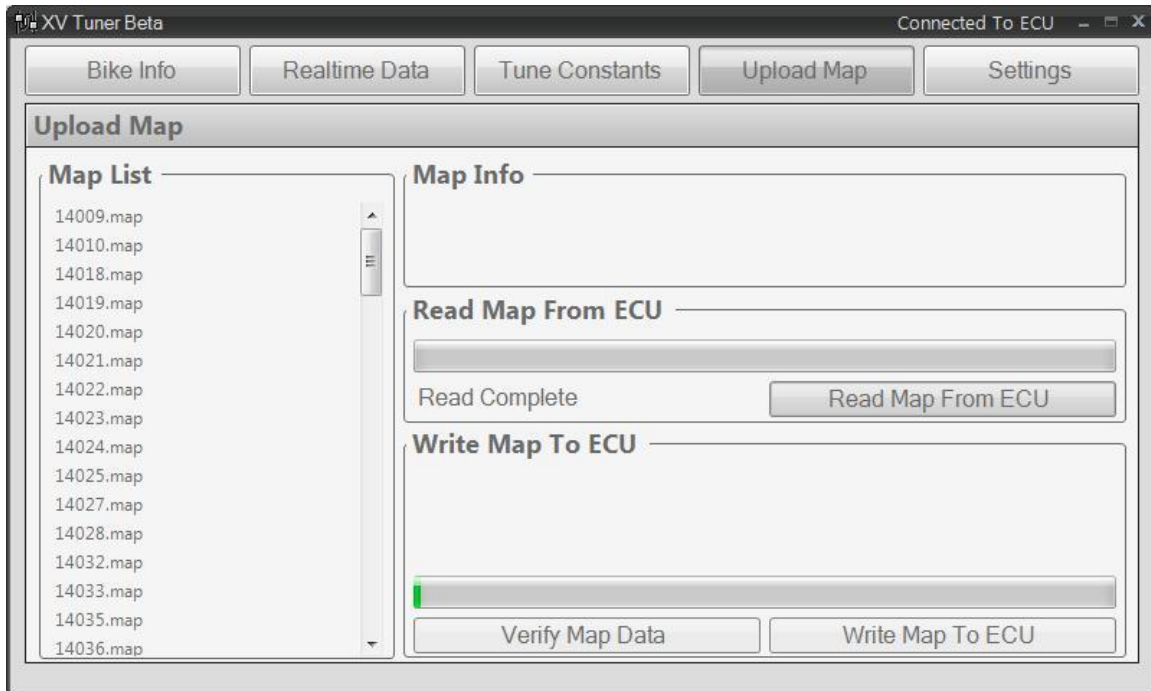 XV Tuner Beta Connected To ECU
Bike Info Realtime Data Tune Constants Upload Map Settings
Upload Map
Map List
14009.map
14010.map
14018.map
14019.map
14020.map
14021.map
14022.map
14023.map
14024.map
14025.map
14027.map
14028.map
14032.map
14033.map
14035.map
14036.map
Map Info
Read Map From ECU
Read Complete Read Map From ECU
Write Map To ECU
Verify Map Data Write Map To ECU